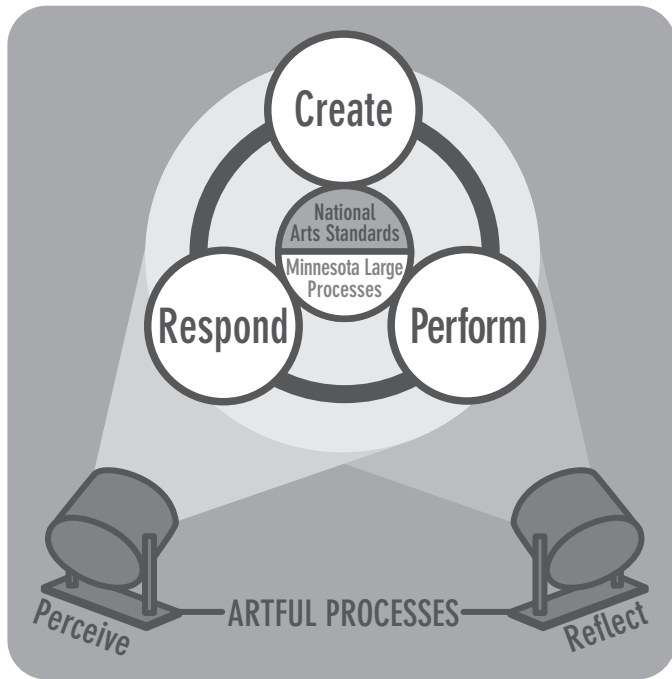 Create
National
Arts Standards
Minnesota Large
Processes
Respond
Perform
ARTFUL PROCESSES
Perceive
Reflect